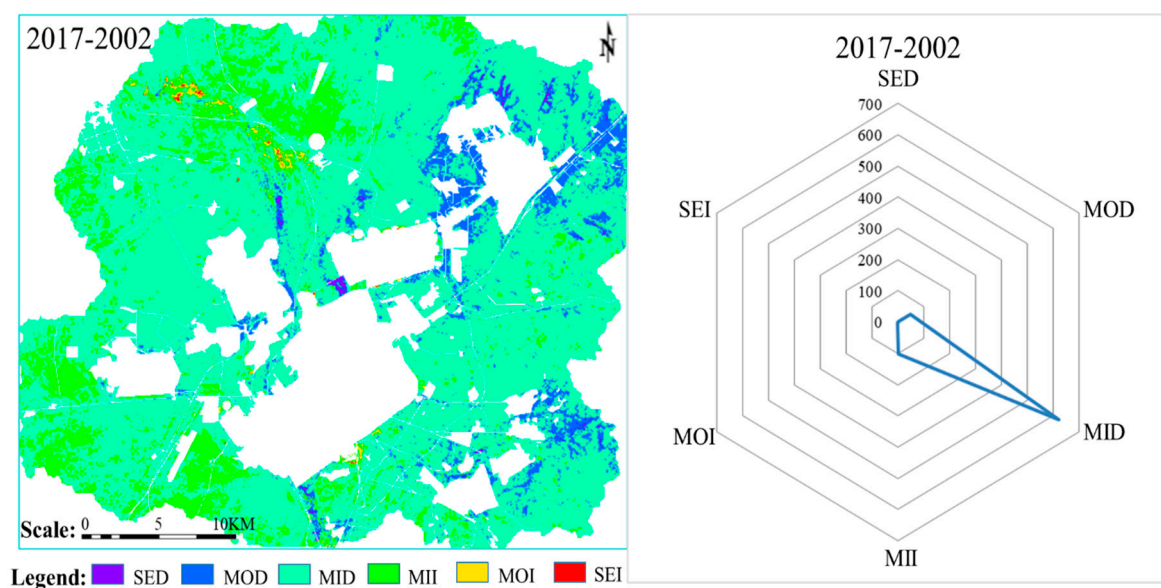 2017-2002
N
Scale: 0 5 10KM
Legend: SED MOD MID MII MOI SEI
2017-2002
SED
700
600
500
400
300
200
100
0
SEI
MOD
MOI
MID
MII